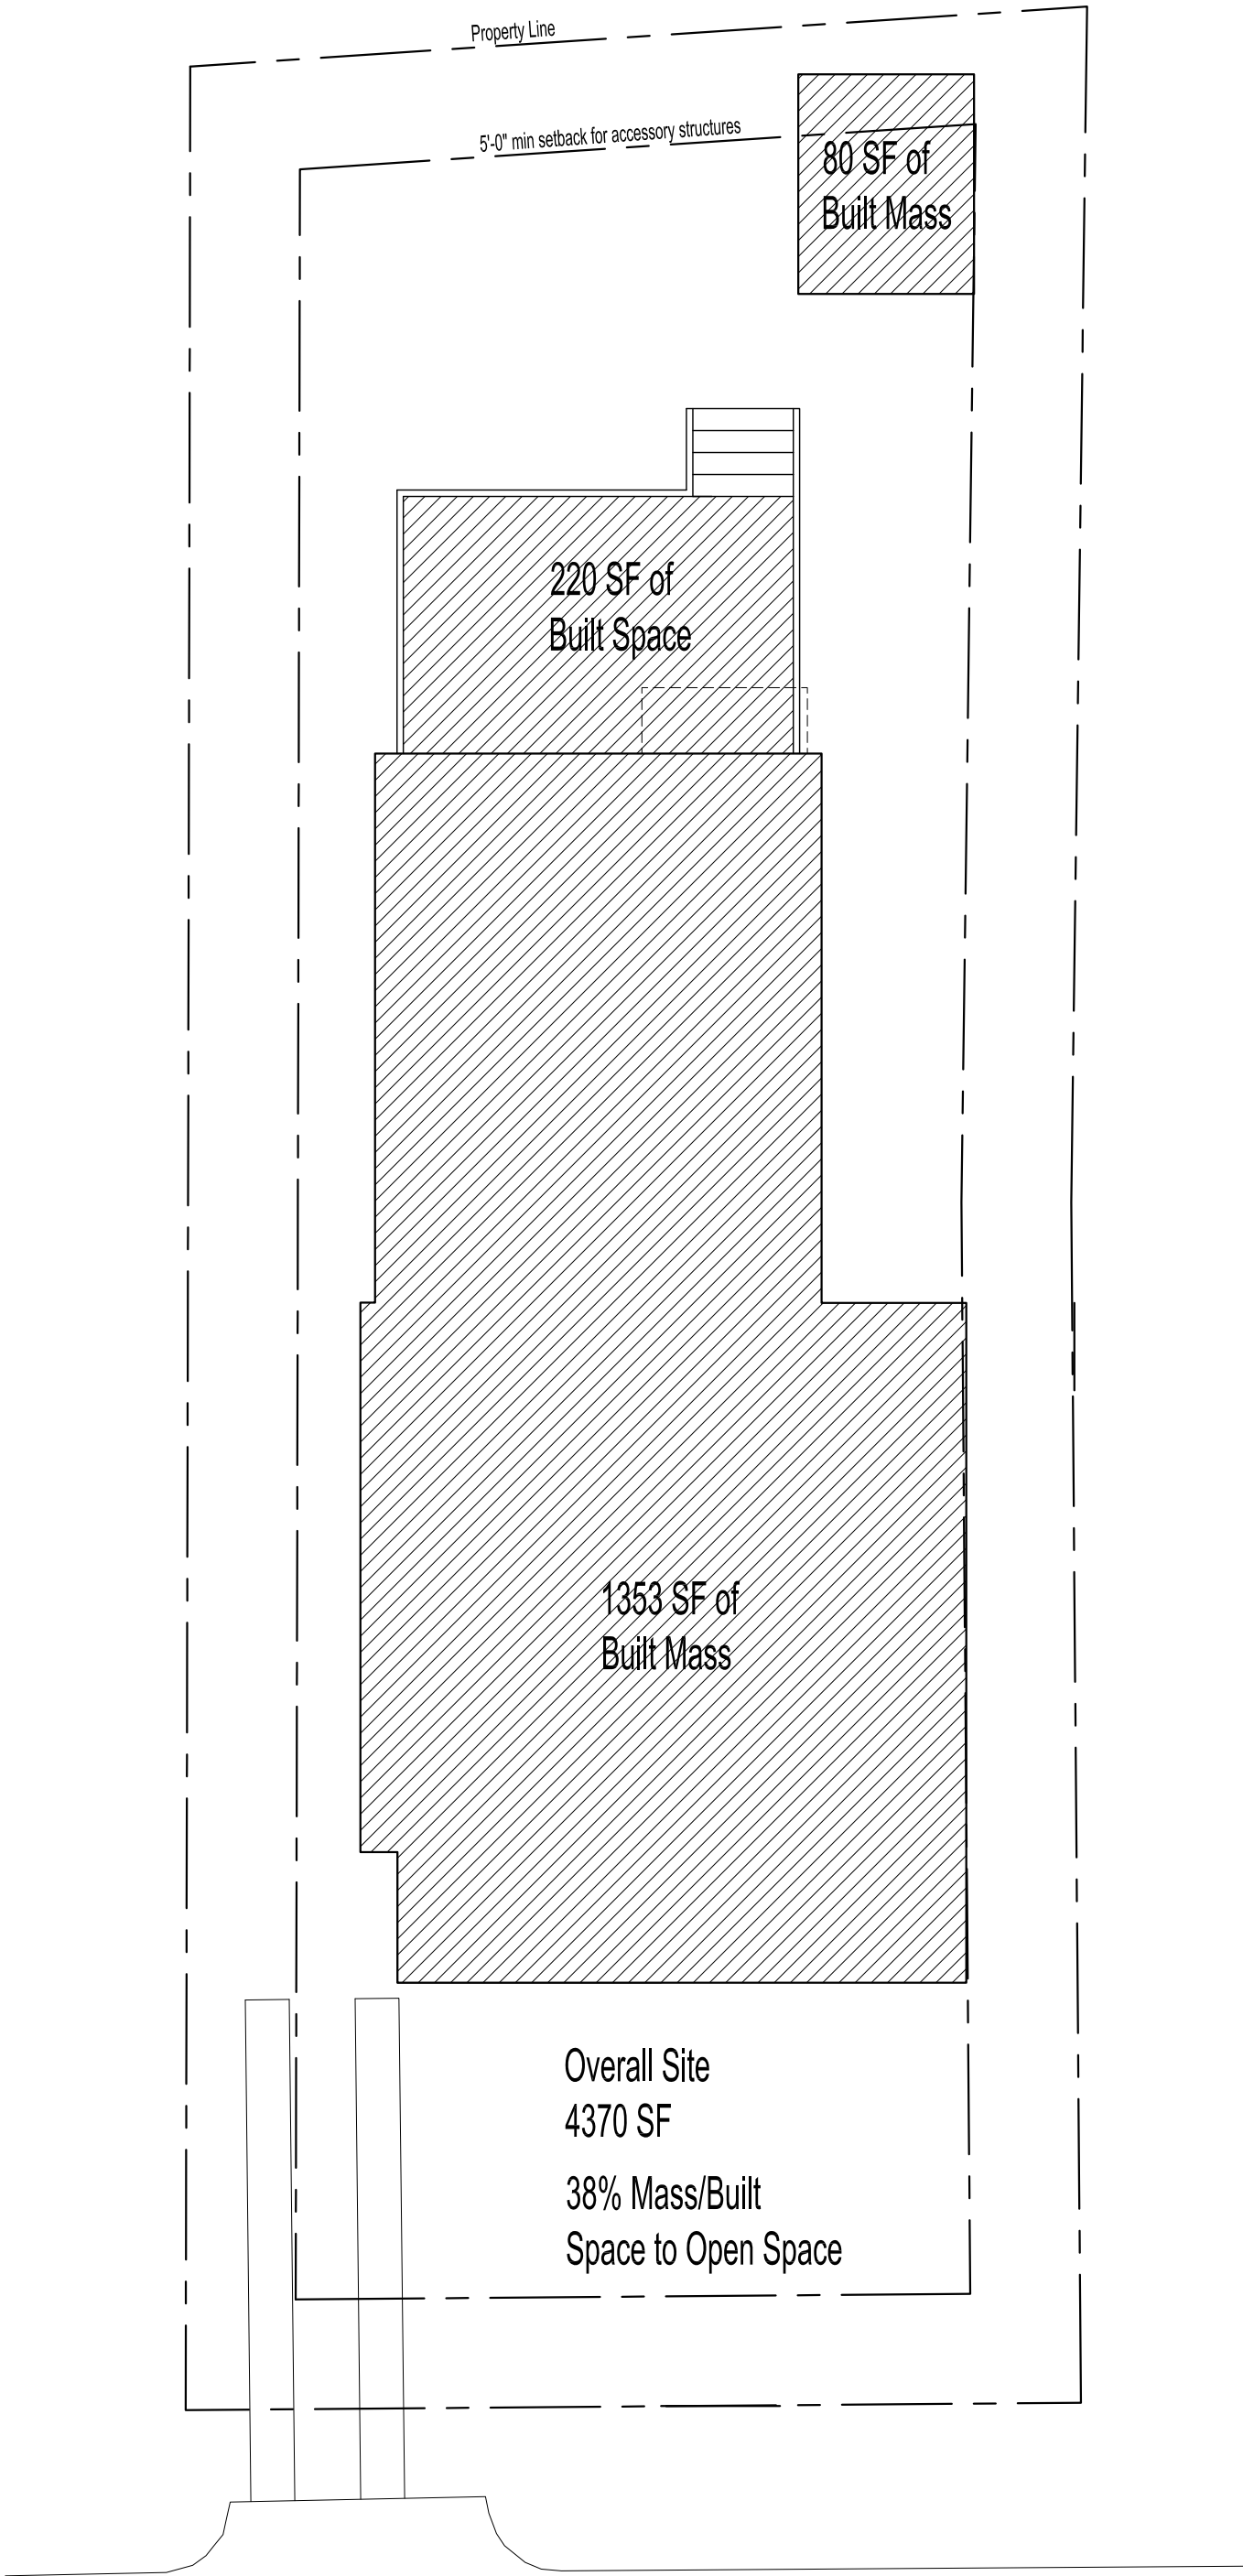 Property Line
5'-0" min setback for accessory structures
80 SF of
Built Mass
220 SF of
Built Space
1353 SF of
Built Mass
Overall Site
4370 SF
38% Mass/Built
Space to Open Space